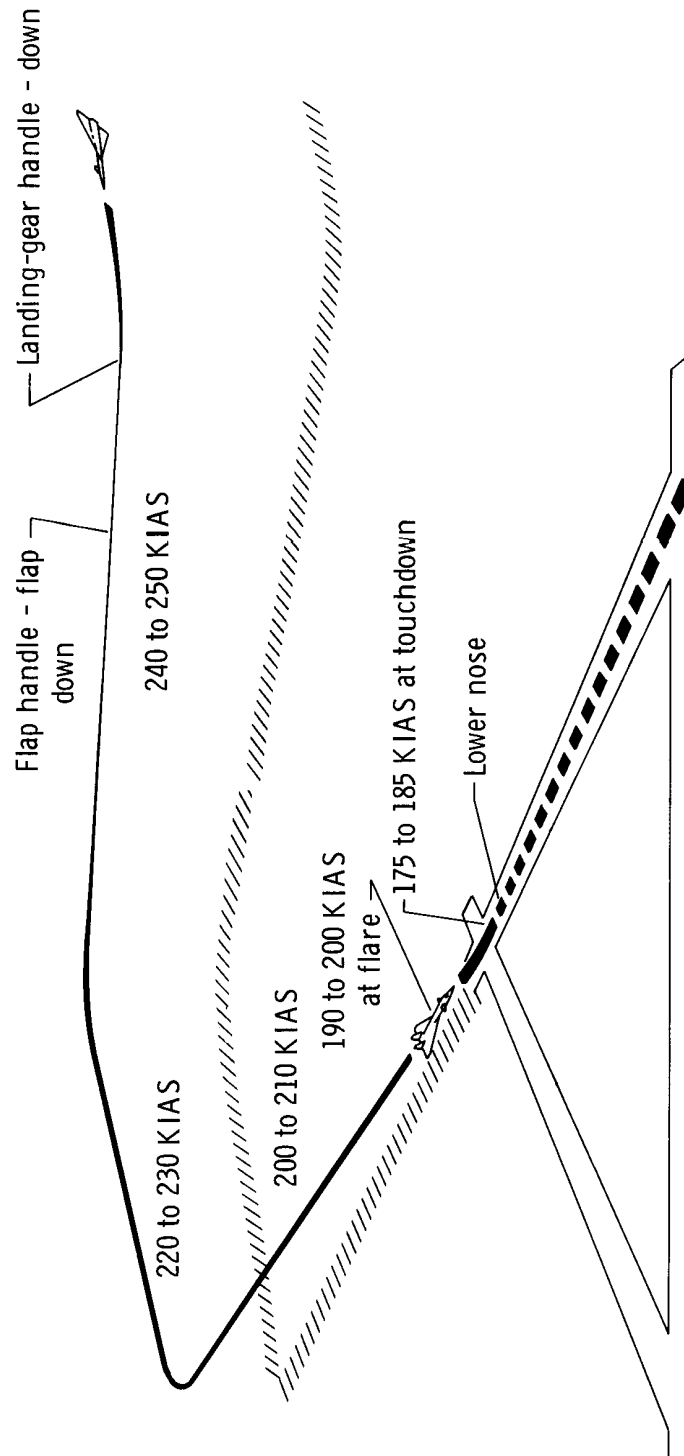 Landing-gear handle - down
Flap handle - flap
down
240 to 250 KIAS
220 to 230 KIAS
200 to 210 KIAS
190 to 200 KIAS
at flare
175 to 185 KIAS at touchdown
Lower nose